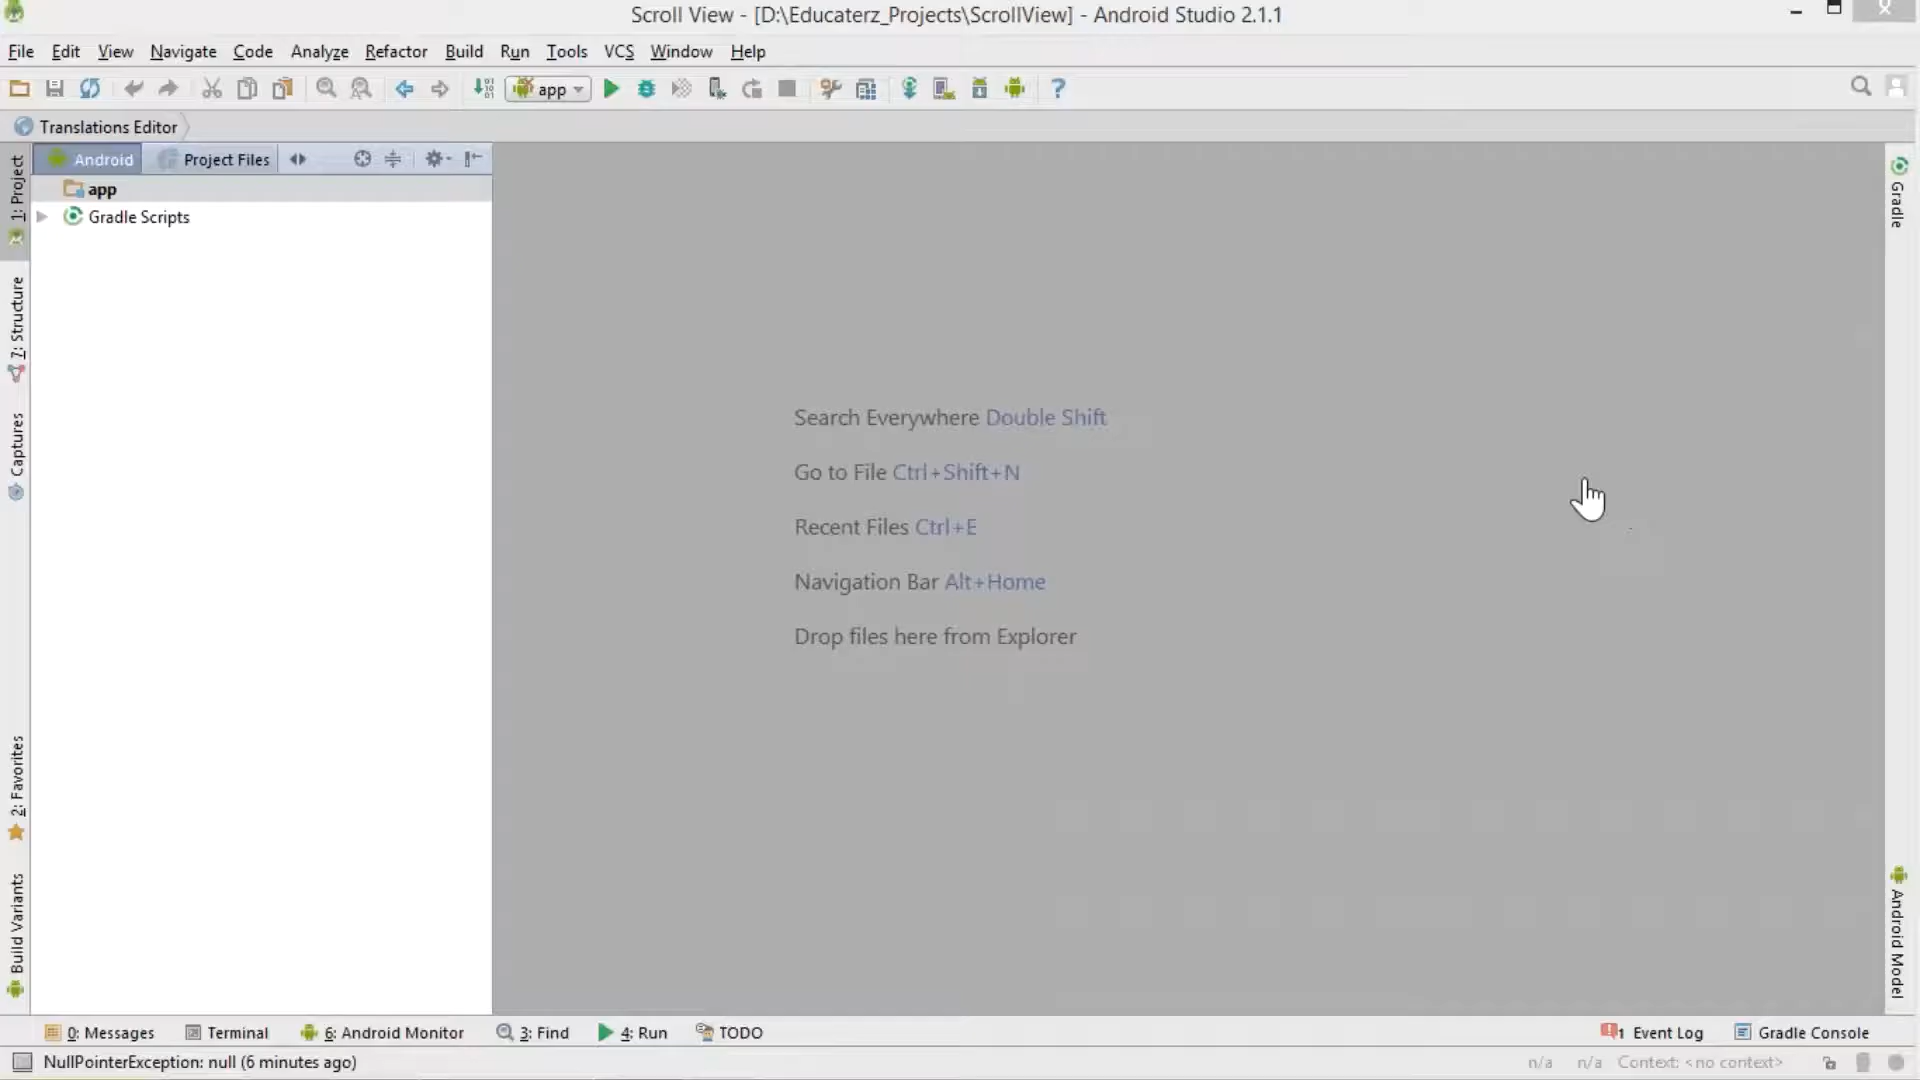 Scroll View - [D:\Educaterz_Projects\ScrollView] - Android Studio 2.1.1
File Edit View Navigate Code Analyze Refactor Build Run Tools VCS Window Help
app
Translations Editor
Android Project Files
app
Gradle Scripts
1: Project
7: Structure
Captures
2: Favorites
Build Variants
Search Everywhere Double Shift
Go to File Ctrl+Shift+N
Recent Files Ctrl+E
Navigation Bar Alt+Home
Drop files here from Explorer
Gradle
Android Model
0: Messages Terminal 6: Android Monitor 3: Find 4: Run TODO 1 Event Log Gradle Console
NullPointerException: null (6 minutes ago) n/a n/a Context: <no context>